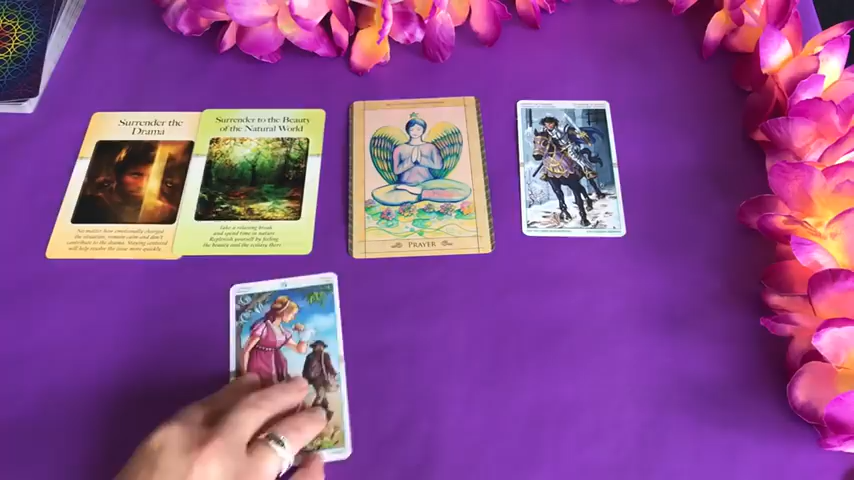 Surrender the
Drama
No matter how emotionally charged
the situation, remain calm and don't
contribute to the drama. Staying centered
will help resolve the issue more quickly.
Surrender to the Beauty
of the Natural World
Take a relaxing break
and spend time in nature.
Replenish yourself by feeling
the beauty and the sacred there.
PRAYER